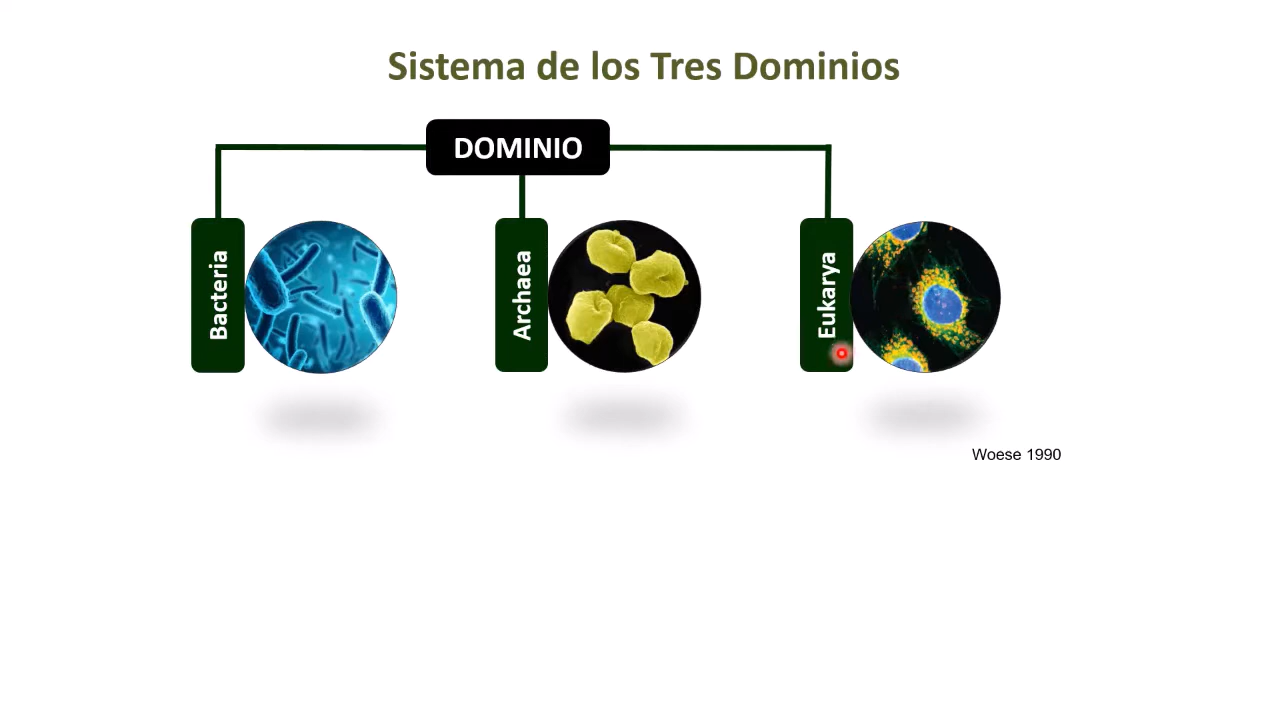 Sistema de los Tres Dominios
DOMINIO
Bacteria
Archaea
Eukarya
Woese 1990